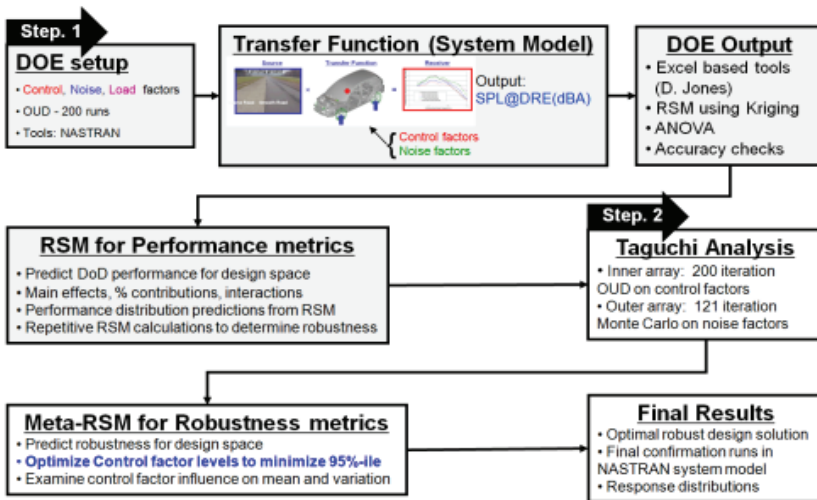 Step. 1
DOE setup
• Control, Noise, Load factors
• OUD - 200 runs
• Tools: NASTRAN
Transfer Function (System Model)
Source
Transfer Function
Receiver
Output:
SPL@DRE(dBA)
Control factors
Noise factors
DOE Output
• Excel based tools
(D. Jones)
• RSM using Kriging
• ANOVA
• Accuracy checks
RSM for Performance metrics
• Predict DoD performance for design space
• Main effects, % contributions, interactions
• Performance distribution predictions from RSM
• Repetitive RSM calculations to determine robustness
Step. 2
Taguchi Analysis
• Inner array: 200 iteration
OUD on control factors
• Outer array: 121 iteration
Monte Carlo on noise factors
Meta-RSM for Robustness metrics
• Predict robustness for design space
• Optimize Control factor levels to minimize 95%-ile
• Examine control factor influence on mean and variation
Final Results
• Optimal robust design solution
• Final confirmation runs in
NASTRAN system model
• Response distributions